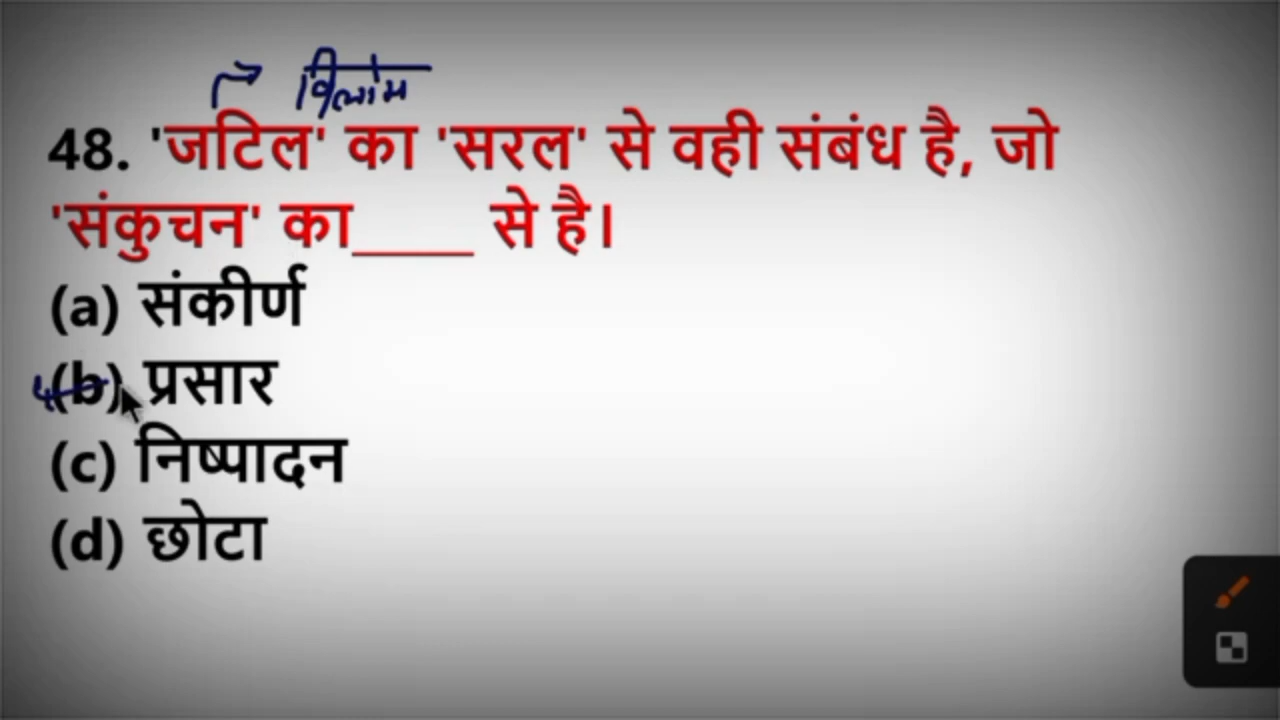 विलोम
48. 'जटिल' का 'सरल' से वही संबंध है, जो
'संकुचन' का____ से है।
(a) संकीर्ण
(b) प्रसार
(c) निष्पादन
(d) छोटा